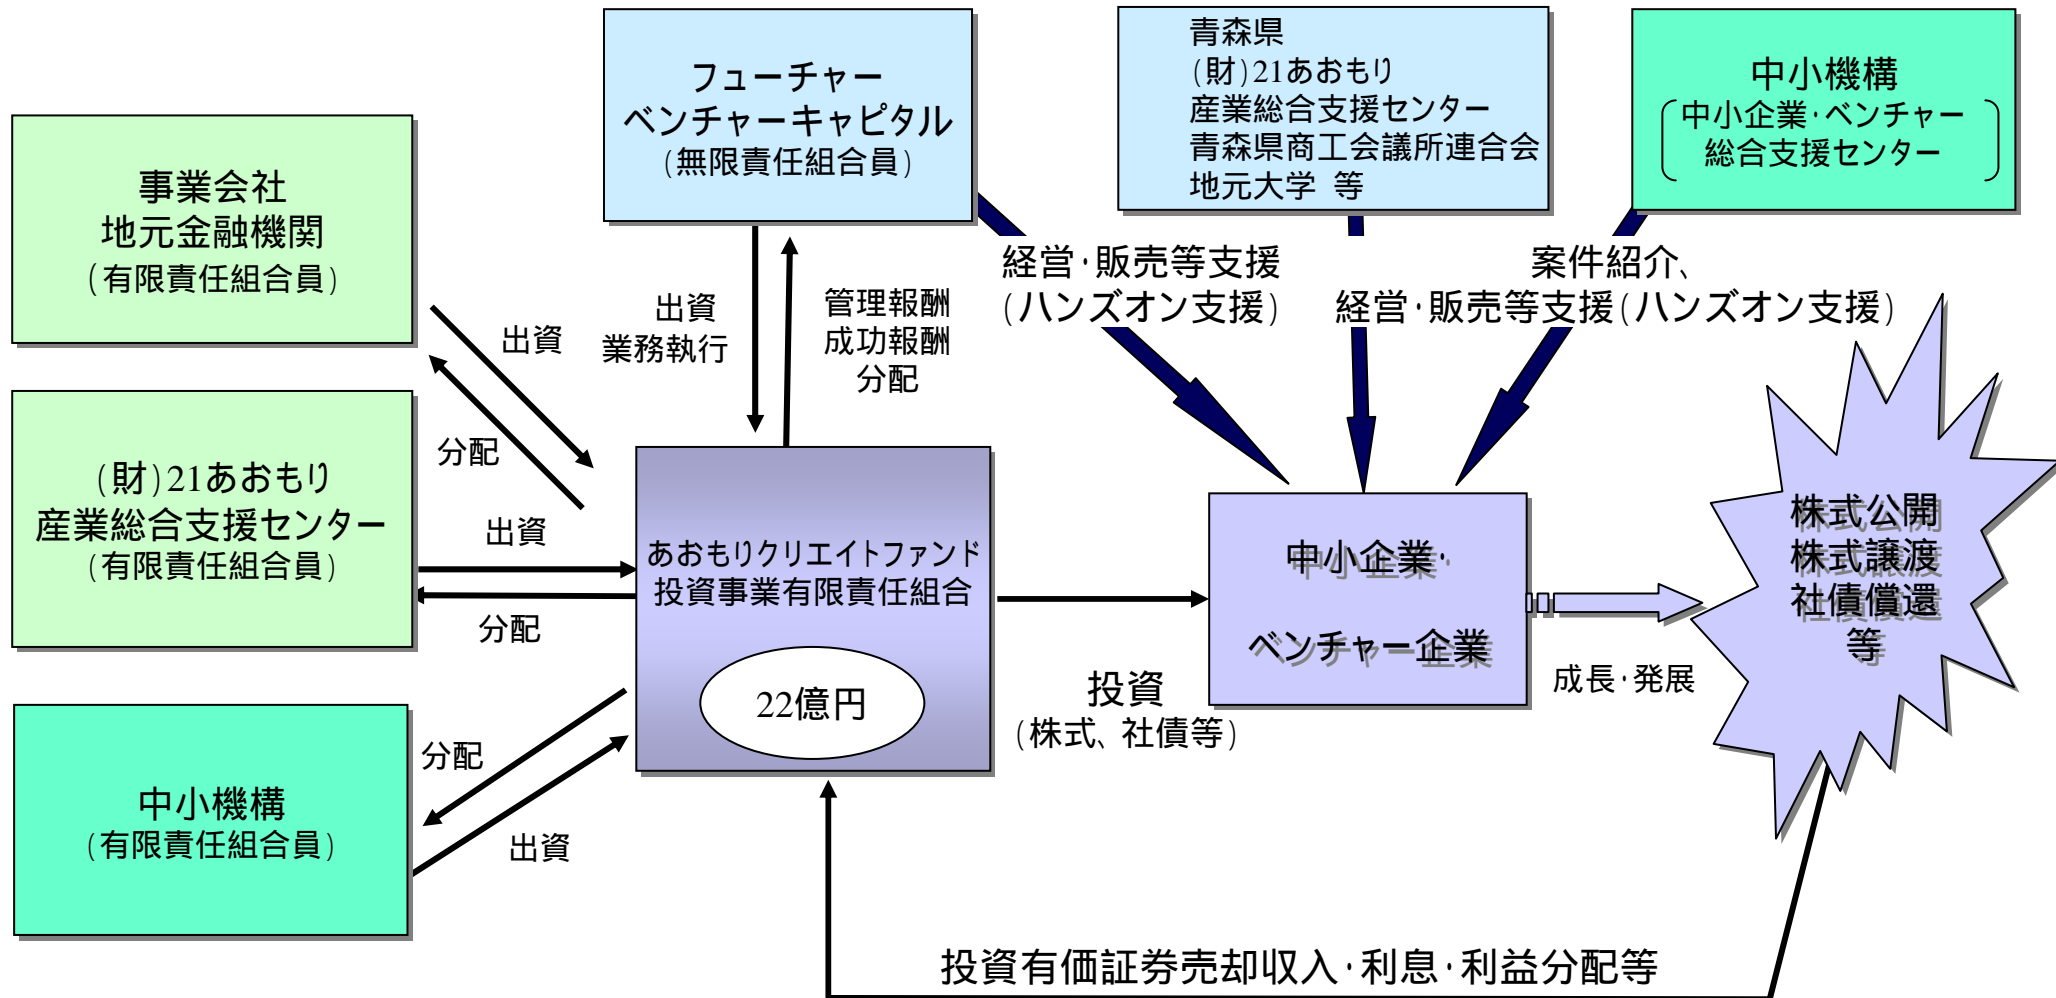 フューチャー
ベンチャーキャピタル
(無限責任組合員)
青森県
(財)21あおもり
産業総合支援センター
青森県商工会議所連合会
地元大学 等
中小機構
中小企業・ベンチャー
総合支援センター
事業会社
地元金融機関
(有限責任組合員)
出資
分配
出資
業務執行
管理報酬
成功報酬
分配
経営・販売等支援
(ハンズオン支援)
案件紹介、
経営・販売等支援(ハンズオン支援)
(財)21あおもり
産業総合支援センター
(有限責任組合員)
出資
分配
あおもりクリエイトファンド
投資事業有限責任組合
22億円
投資
(株式、社債等)
中小企業・
ベンチャー企業
成長・発展
株式公開
株式譲渡
社債償還
等
中小機構
(有限責任組合員)
分配
出資
投資有価証券売却収入・利息・利益分配等